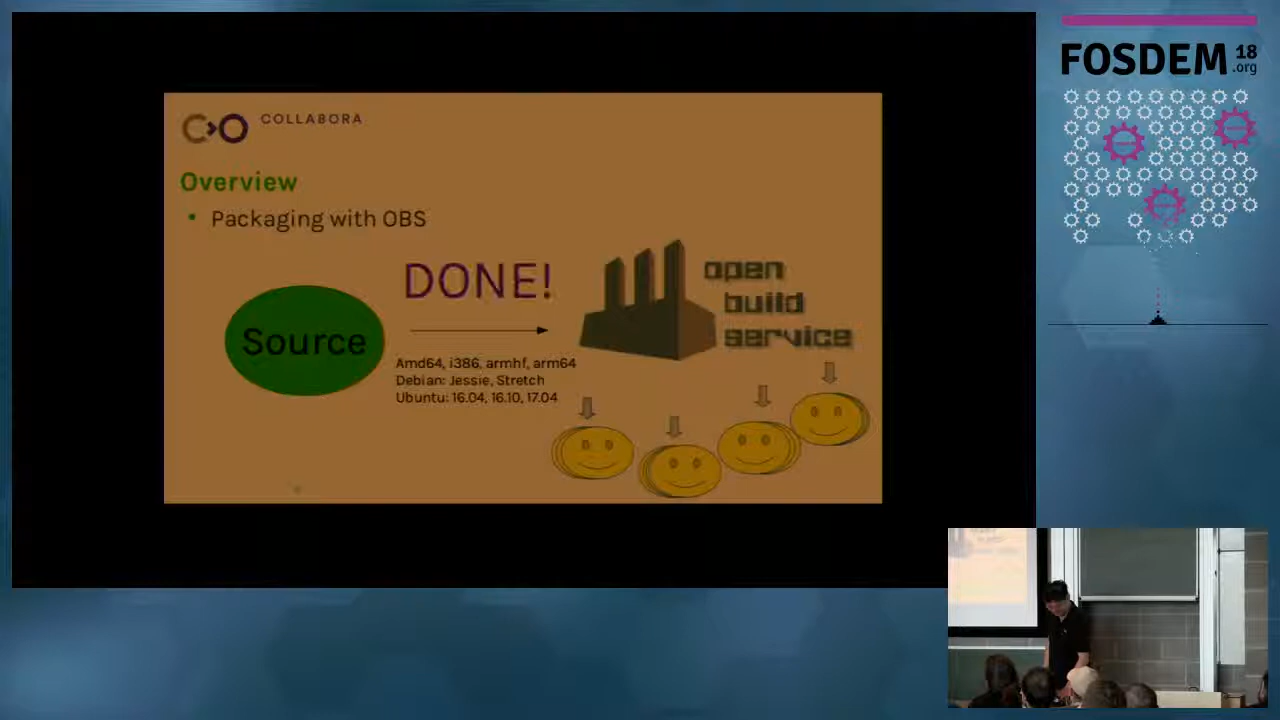 COLLABORA
Overview
• Packaging with OBS
DONE!
Source
open
build
service
Amd64, i386, armhf, arm64
Debian: Jessie, Stretch
Ubuntu: 16.04, 16.10, 17.04
FOSDEM 18
.org